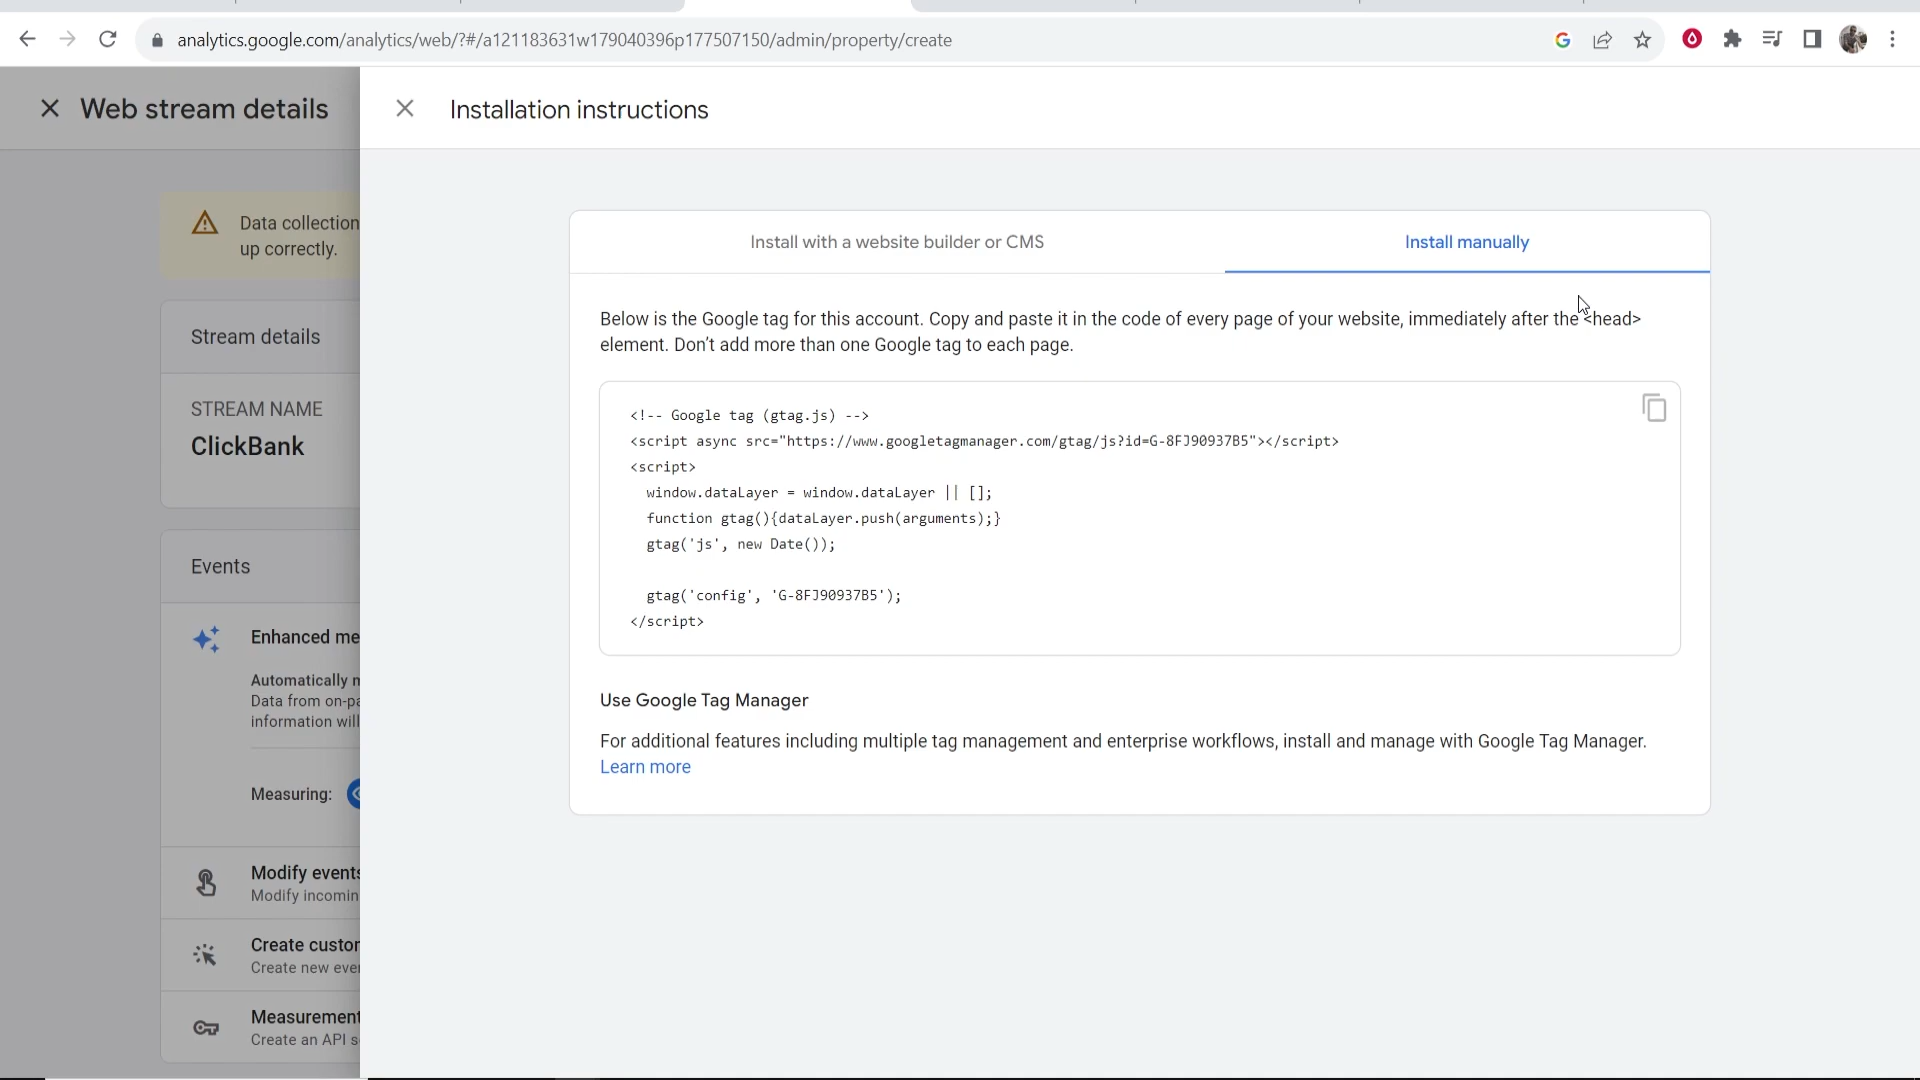 analytics.google.com/analytics/web/?#/a121183631w179040396p177507150/admin/property/create
Web stream details
Installation instructions
Data collection
up correctly.
Stream details
STREAM NAME
ClickBank
Events
Enhanced me
Automatically
Data from on-pa
information will
Measuring:
Modify events
Modify incomin
Create custor
Create new ever
Measurement
Create an API s
Install with a website builder or CMS
Install manually
Below is the Google tag for this account. Copy and paste it in the code of every page of your website, immediately after the <head>
element. Don’t add more than one Google tag to each page.
<!-- Google tag (gtag.js) -->
<script async src="https://www.googletagmanager.com/gtag/js?id=G-8FJ90937B5"></script>
<script>
window.dataLayer = window.dataLayer || [];
function gtag(){dataLayer.push(arguments);}
gtag('js', new Date());
gtag('config', 'G-8FJ90937B5');
</script>
Use Google Tag Manager
For additional features including multiple tag management and enterprise workflows, install and manage with Google Tag Manager.
Learn more